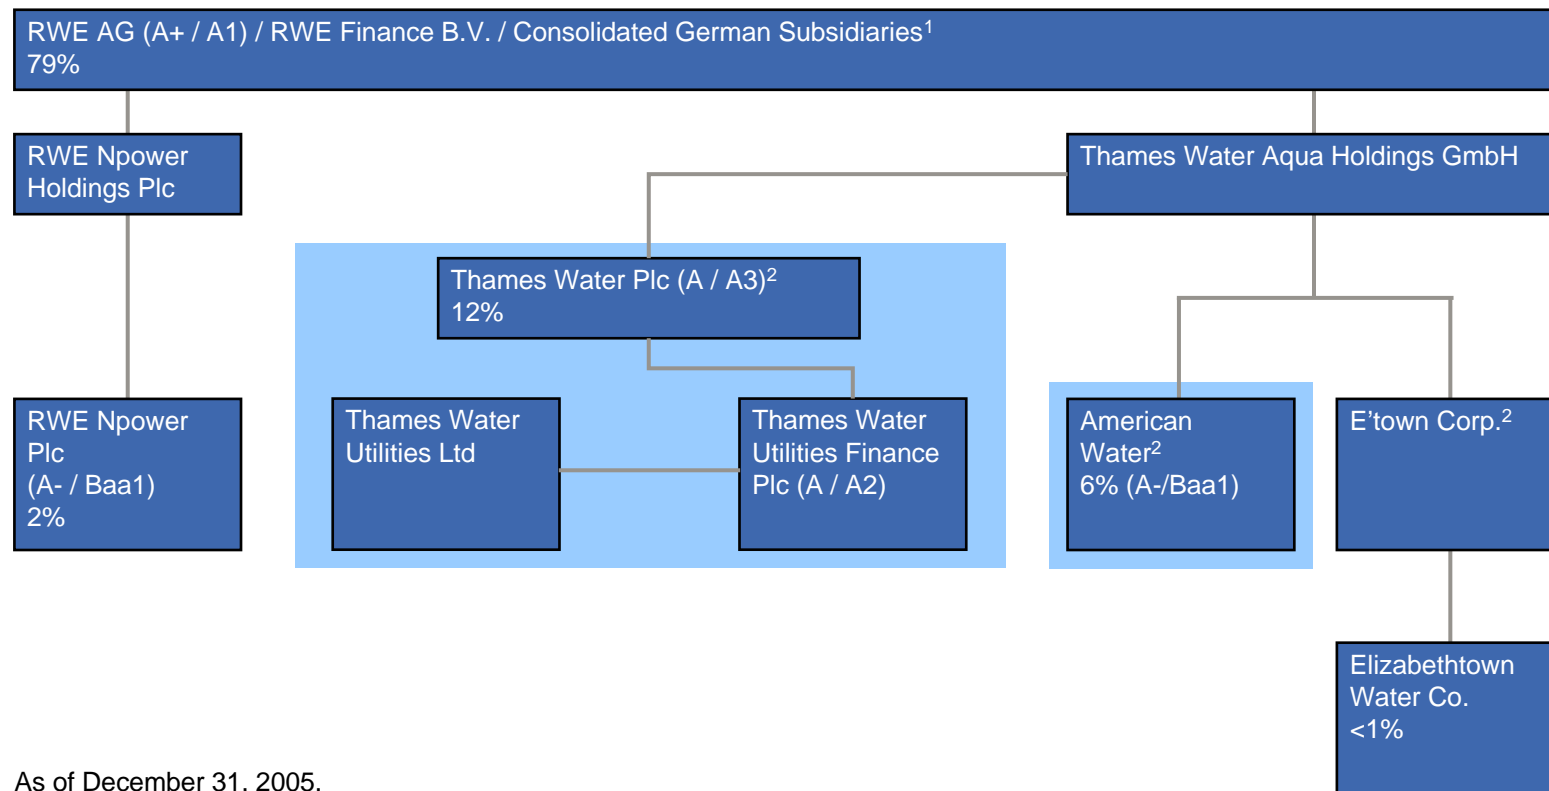 RWE AG (A+ / A1) / RWE Finance B.V. / Consolidated German Subsidiaries1
79%
RWE Npower
Holdings Plc
Thames Water Aqua Holdings GmbH
Thames Water Plc (A / A3)2
12%
RWE Npower
Plc
(A- / Baa1)
2%
Thames Water
Utilities Ltd
Thames Water
Utilities Finance
Plc (A / A2)
American
Water2
6% (A-/Baa1)
E’town Corp.2
Elizabethtown
Water Co.
<1%
As of December 31, 2005.